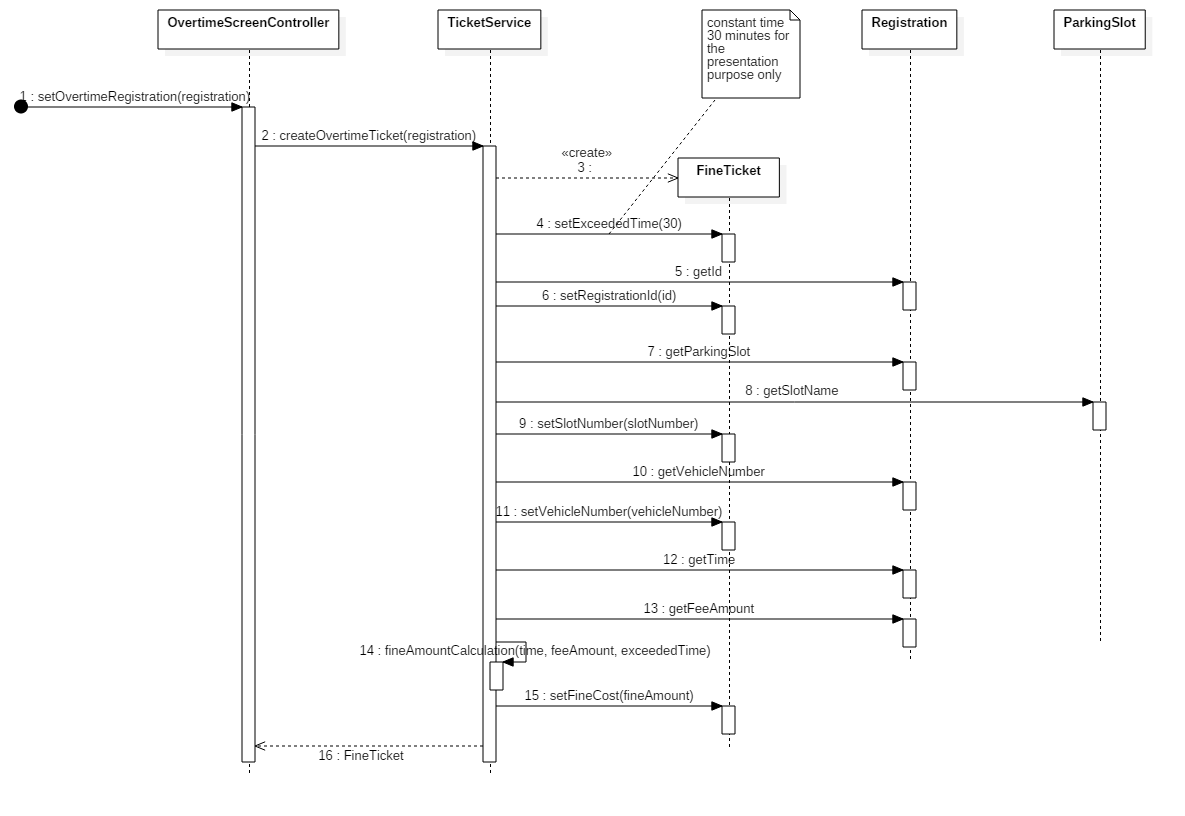 OvertimeScreenController
TicketService
constant time
30 minutes for
the
presentation
purpose only
Registration
ParkingSlot
1 : setOvertimeRegistration(registration)
2 : createOvertimeTicket(registration)
«create»
3 :
FineTicket
4 : setExceededTime(30)
5 : getId
6 : setRegistrationId(id)
7 : getParkingSlot
8 : getSlotName
9 : setSlotNumber(slotNumber)
10 : getVehicleNumber
11 : setVehicleNumber(vehicleNumber)
12 : getTime
13 : getFeeAmount
14 : fineAmountCalculation(time, feeAmount, exceededTime)
15 : setFineCost(fineAmount)
16 : FineTicket